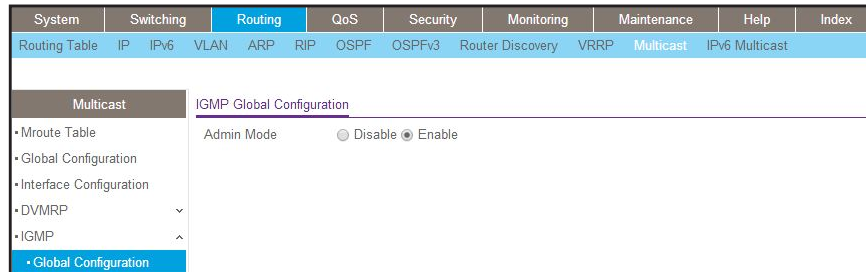 System Switching Routing QoS Security Monitoring Maintenance Help Index
Routing Table IP IPv6 VLAN ARP RIP OSPF OSPFv3 Router Discovery VRRP Multicast IPv6 Multicast
Multicast
IGMP Global Configuration
Mroute Table
Admin Mode Disable Enable
Global Configuration
Interface Configuration
DVMRP
IGMP
Global Configuration